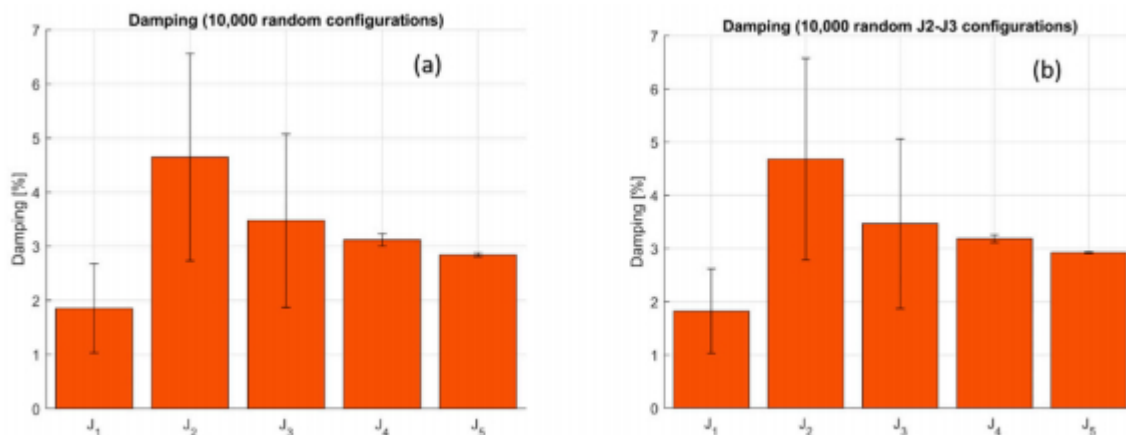 Damping (10,000 random configurations)
(a)
Damping [%]
7
6
5
4
3
2
1
0
J1 J2 J3 J4 J5
Damping (10,000 random J2-J3 configurations)
(b)
Damping [%]
7
6
5
4
3
2
1
0
J1 J2 J3 J4 J5